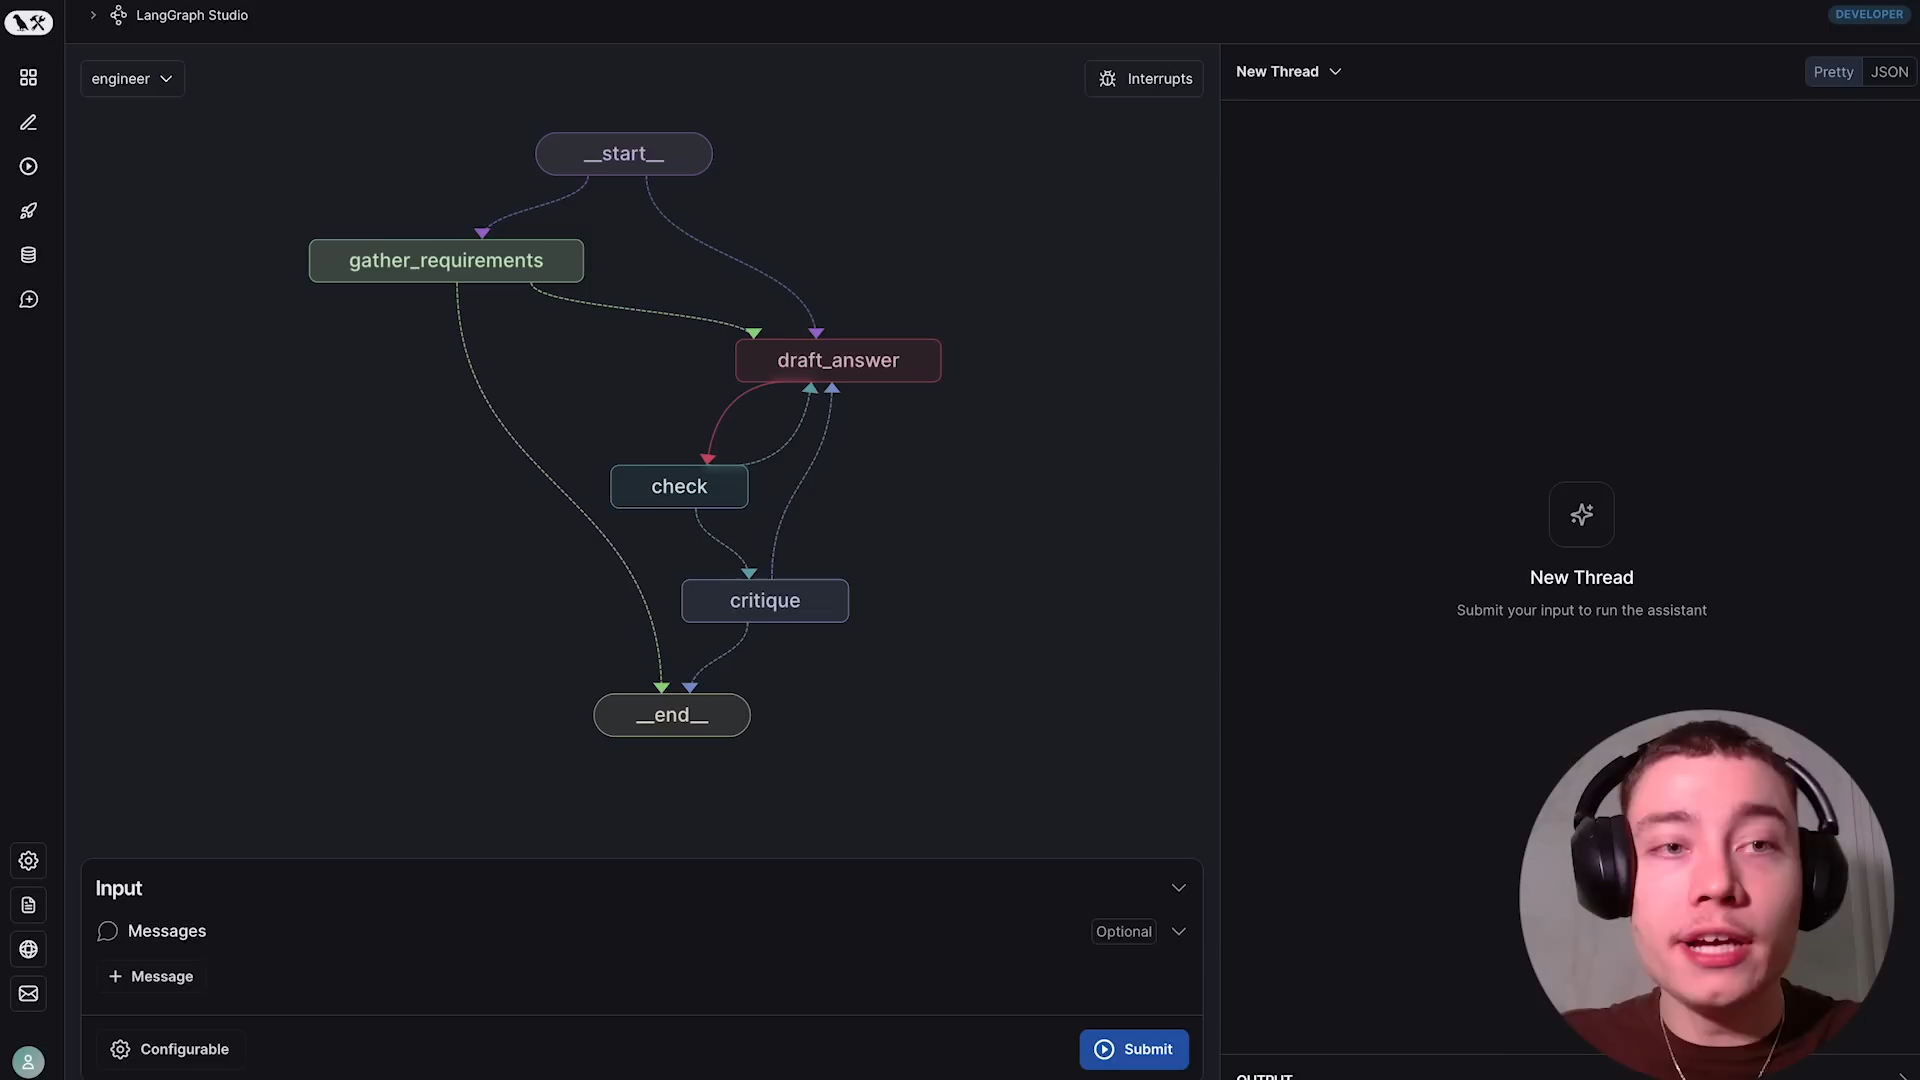 LangGraph Studio
DEVELOPER
engineer
Interrupts
New Thread
Pretty
JSON
__start__
gather_requirements
draft_answer
check
critique
__end__
New Thread
Submit your input to run the assistant
Input
Messages
Optional
+ Message
Configurable
Submit
OUTPUT